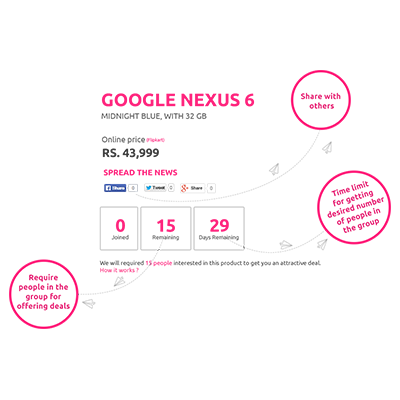 GOOGLE NEXUS 6
MIDNIGHT BLUE, WITH 32 GB
Online price (Flipkart)
RS. 43,999
SPREAD THE NEWS
Share 0 Tweet 0 Share 0
0 15 29
Joined Remaining Days Remaining
We will required 15 people interested in this product to get you an attractive deal.
How it works ?
Share with
others
Time limit
for getting
desired number
of people in
the group
Require
people in the
group for
offering deals